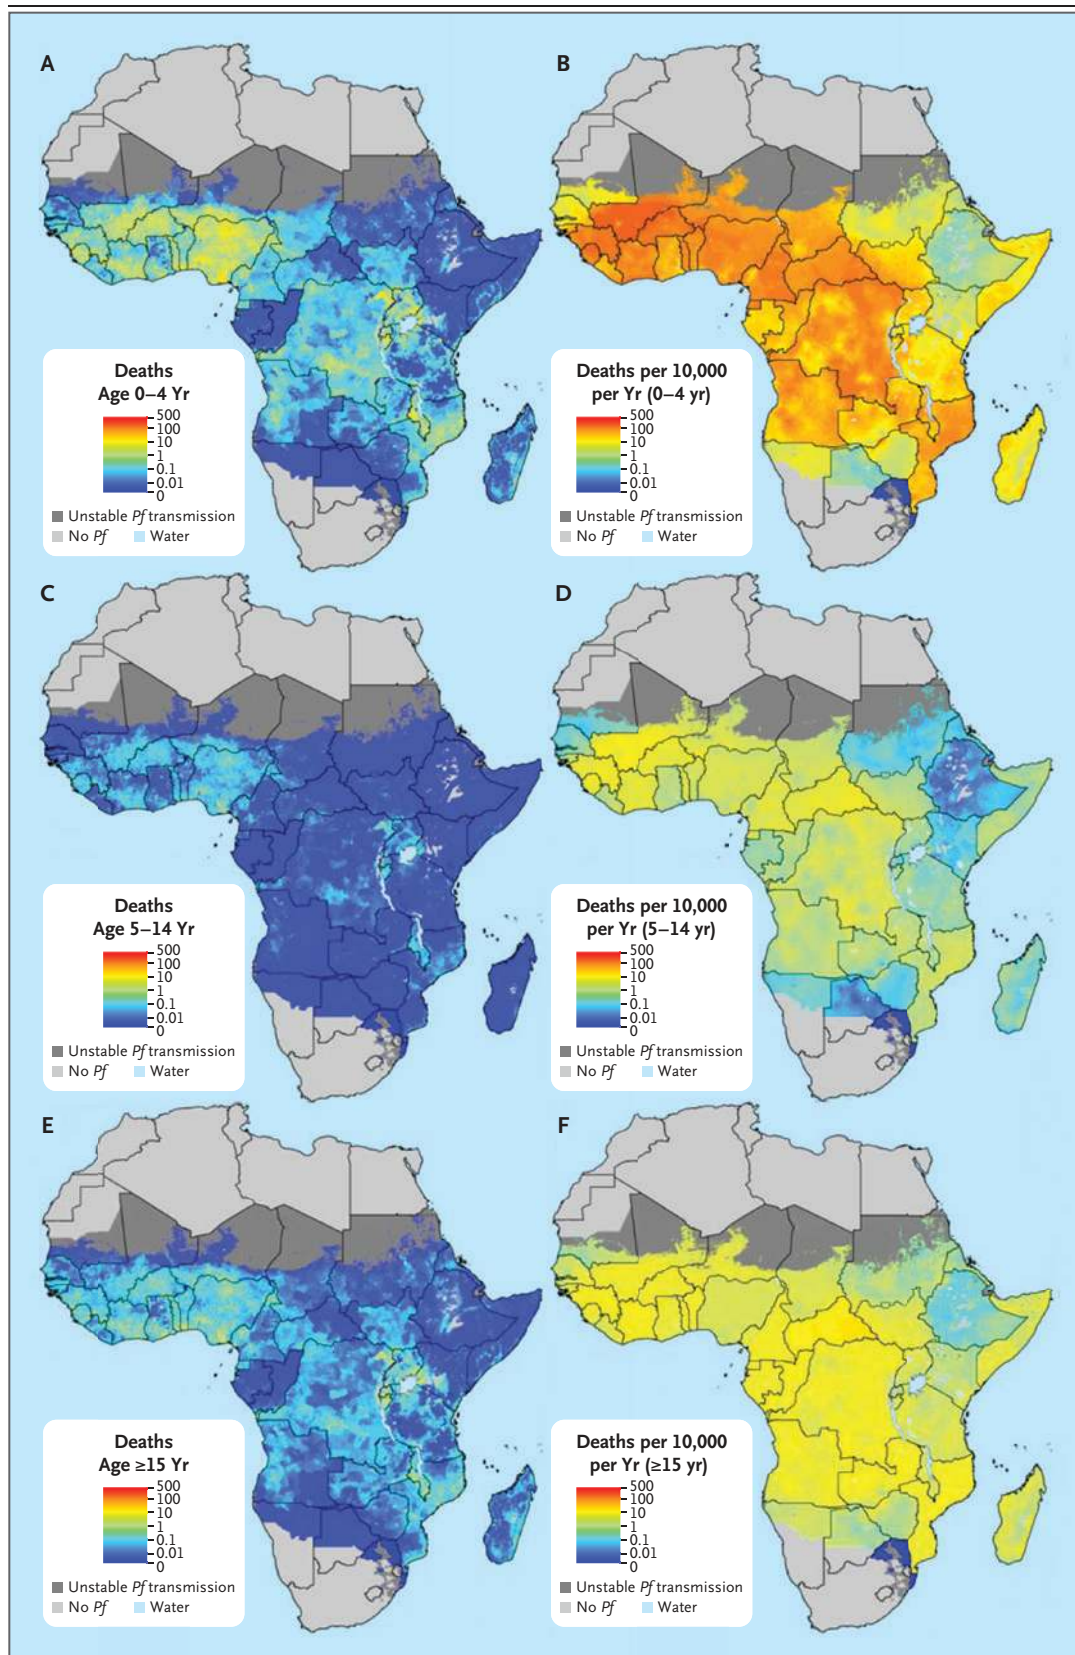 A
Deaths
Age 0–4 Yr
500
100
10
1
0.1
0.01
0
Unstable Pf transmission
No Pf
Water
B
Deaths per 10,000
per Yr (0–4 yr)
500
100
10
1
0.1
0.01
0
Unstable Pf transmission
No Pf
Water
C
Deaths
Age 5–14 Yr
500
100
10
1
0.1
0.01
0
Unstable Pf transmission
No Pf
Water
D
Deaths per 10,000
per Yr (5–14 yr)
500
100
10
1
0.1
0.01
0
Unstable Pf transmission
No Pf
Water
E
Deaths
Age ≥15 Yr
500
100
10
1
0.1
0.01
0
Unstable Pf transmission
No Pf
Water
F
Deaths per 10,000
per Yr (≥15 yr)
500
100
10
1
0.1
0.01
0
Unstable Pf transmission
No Pf
Water